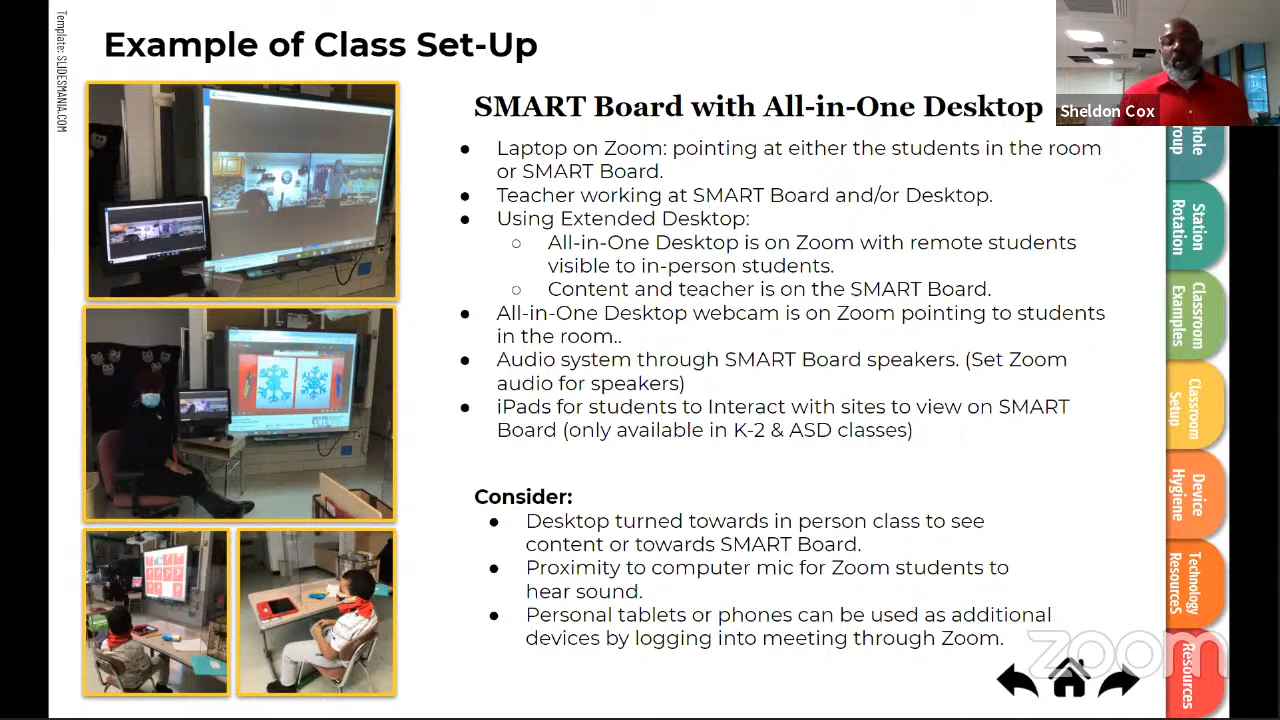 Template: SLIDESMANIA.COM
Example of Class Set-Up
Sheldon Cox
SMART Board with All-in-One Desktop
● Laptop on Zoom: pointing at either the students in the room
or SMART Board.
● Teacher working at SMART Board and/or Desktop.
● Using Extended Desktop:
○ All-in-One Desktop is on Zoom with remote students
visible to in-person students.
○ Content and teacher is on the SMART Board.
● All-in-One Desktop webcam is on Zoom pointing to students
in the room..
● Audio system through SMART Board speakers. (Set Zoom
audio for speakers)
● iPads for students to Interact with sites to view on SMART
Board (only available in K-2 & ASD classes)
Consider:
● Desktop turned towards in person class to see
content or towards SMART Board.
● Proximity to computer mic for Zoom students to
hear sound.
● Personal tablets or phones can be used as additional
devices by logging into meeting through Zoom.
Station
Rotation
Classroom
Examples
Classroom
Setup
Device
Hygiene
Technology
ResourceS
Resources
zoom